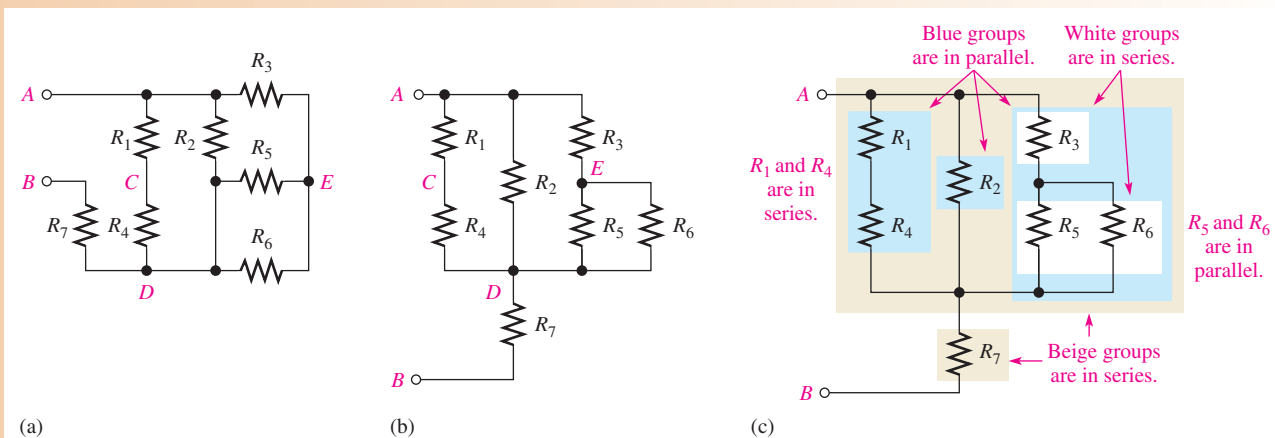 R3
A
R1
R2
R5
B
C
E
R7
R4
R6
D
(a)
A
R1
R3
C
E
R2
R4
R5
R6
D
R7
B
(b)
Blue groups
are in parallel.
White groups
are in series.
A
R1
R3
R1 and R4
are in
series.
R2
R4
R5
R6
R5 and R6
are in
parallel.
R7
Beige groups
are in series.
B
(c)